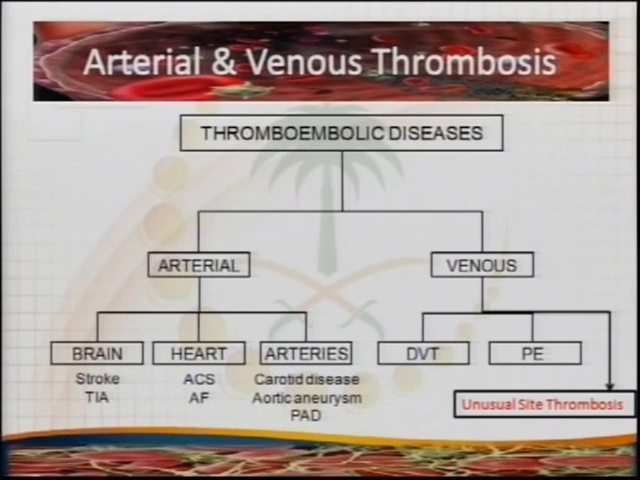 Arterial & Venous Thrombosis
THROMBOEMBOLIC DISEASES
ARTERIAL
VENOUS
BRAIN
HEART
ARTERIES
DVT
PE
Stroke
TIA
ACS
AF
Carotid disease
Aortic aneurysm
PAD
Unusual Site Thrombosis